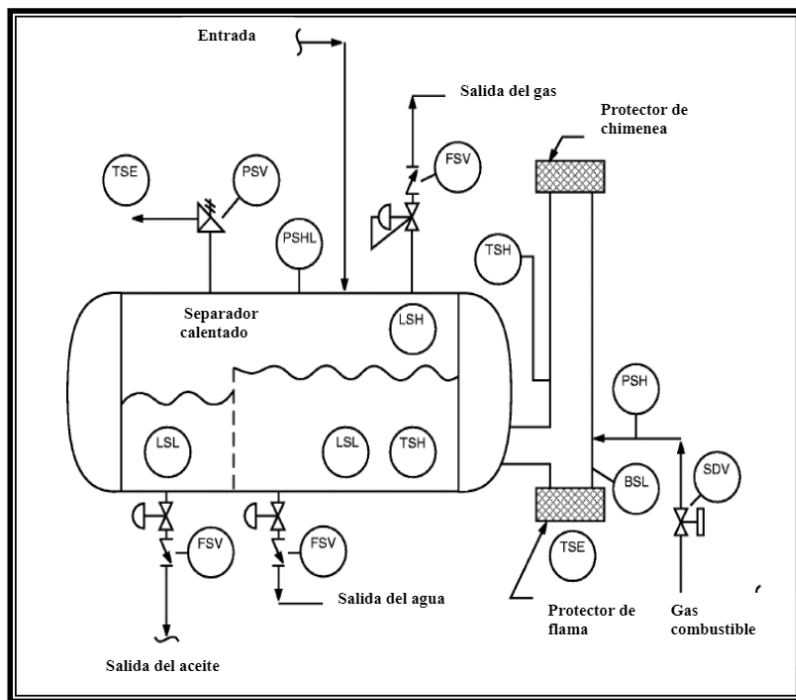 Entrada
Salida del gas
Protector de
chimenea
TSE
PSV
FSV
PSHL
TSH
Separador
calentado
LSH
PSH
LSL
LSL
TSH
BSL
SDV
FSV
FSV
TSE
Salida del agua
Protector de
flama
Gas
combustible
Salida del aceite